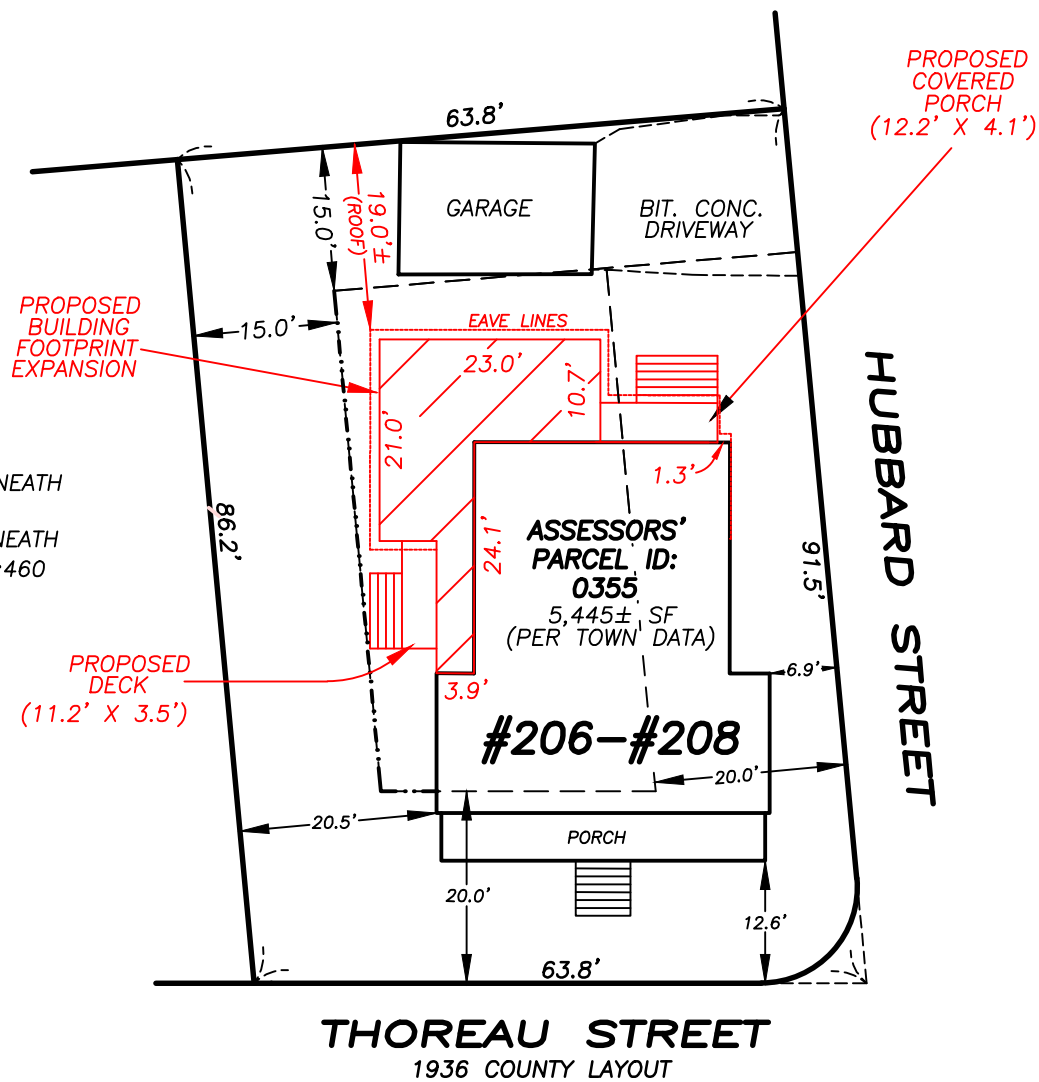 PROPOSED
COVERED
PORCH
(12.2' X 4.1')
63.8'
GARAGE
BIT. CONC.
DRIVEWAY
15.0'
19.0'±
(ROOF)
PROPOSED
BUILDING
FOOTPRINT
EXPANSION
15.0'
EAVE LINES
23.0'
10.7'
21.0'
1.3'
HUBBARD STREET
NEATH
NEATH
460
86.2'
24.1'
ASSESSORS'
PARCEL ID:
0355
5,445± SF
(PER TOWN DATA)
91.5'
PROPOSED
DECK
(11.2' X 3.5')
3.9'
6.9'
#206-#208
20.0'
20.5'
PORCH
20.0'
12.6'
63.8'
THOREAU STREET
1936 COUNTY LAYOUT